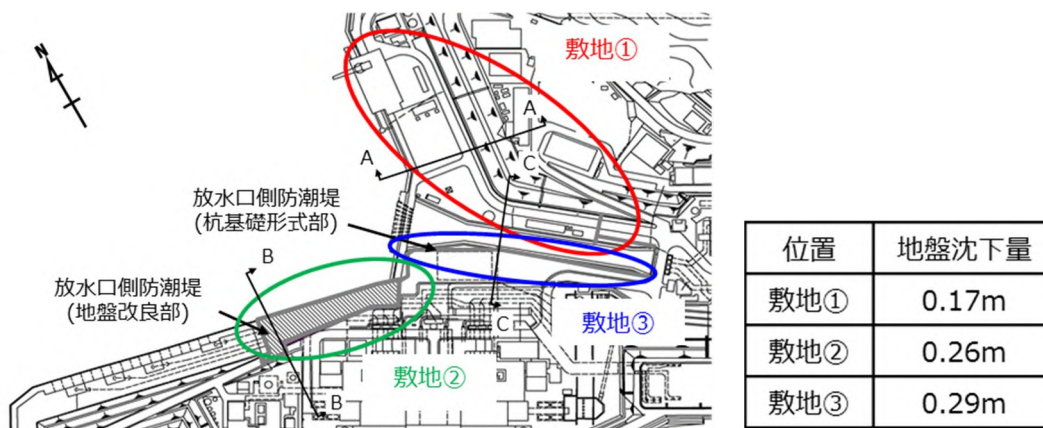 N
敷地①
A
A
C
放水口側防潮堤
(杭基礎形式部)
B
放水口側防潮堤
(地盤改良部)
C
敷地③
敷地②
B
位置 地盤沈下量
敷地① 0.17m
敷地② 0.26m
敷地③ 0.29m